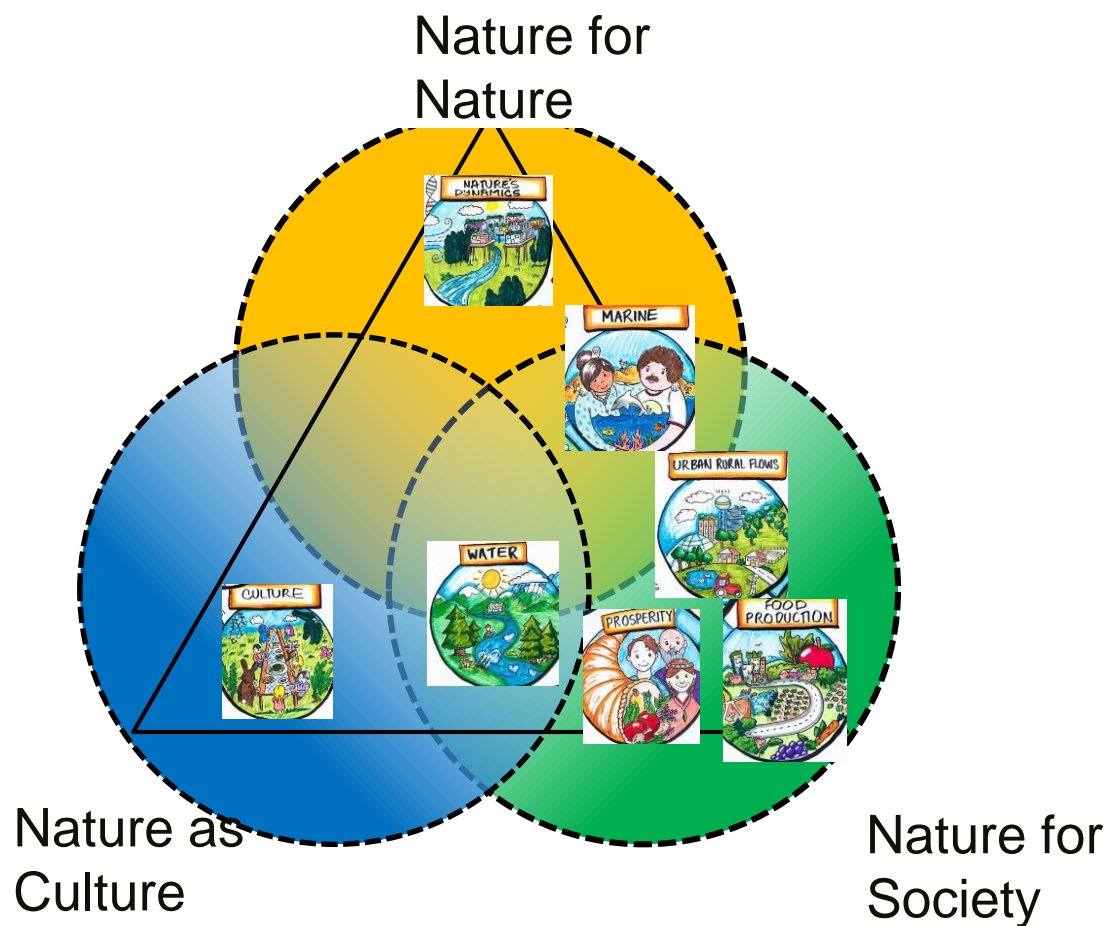 Nature for
Nature
NATURE'S
DYNAMICS
MARINE
URBAN RURAL FLOWS
WATER
CULTURE
PROSPERITY
FOOD
PRODUCTION
Nature as
Culture
Nature for
Society